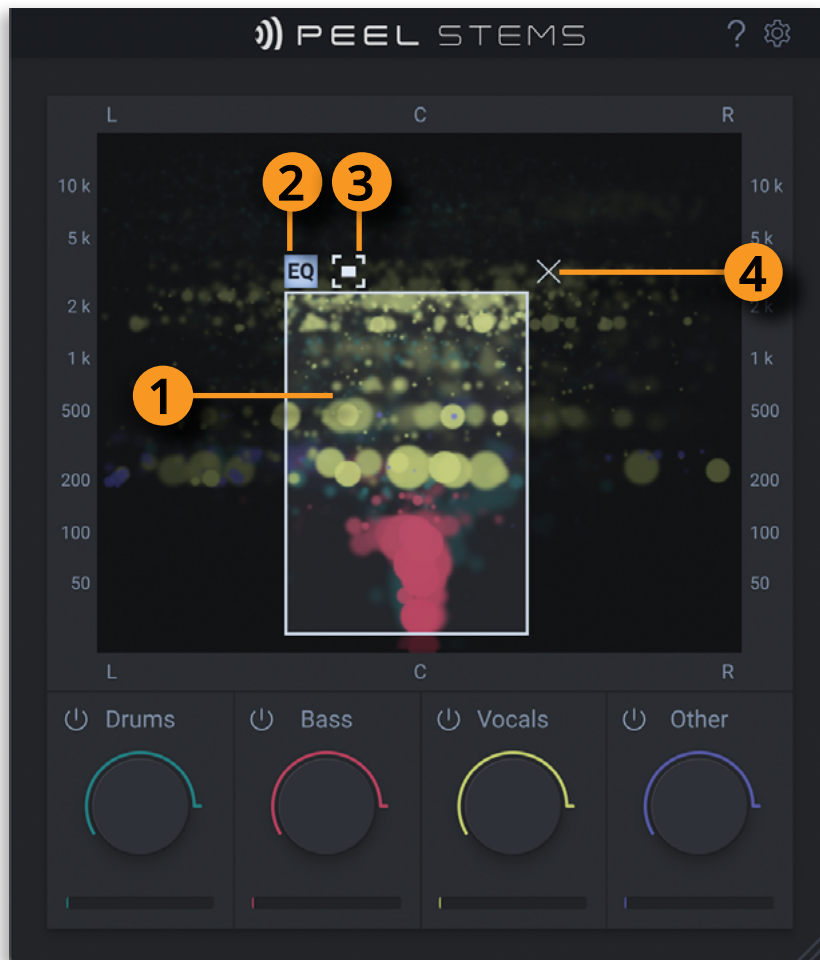 PEEL STEMS ?
L C R
2 3
10 k 10 k
5 k 5 k
EQ 4
2 k 2 k
1 k 1 k
1
500 500
200 200
100 100
50 50
L C R
Drums Bass Vocals Other